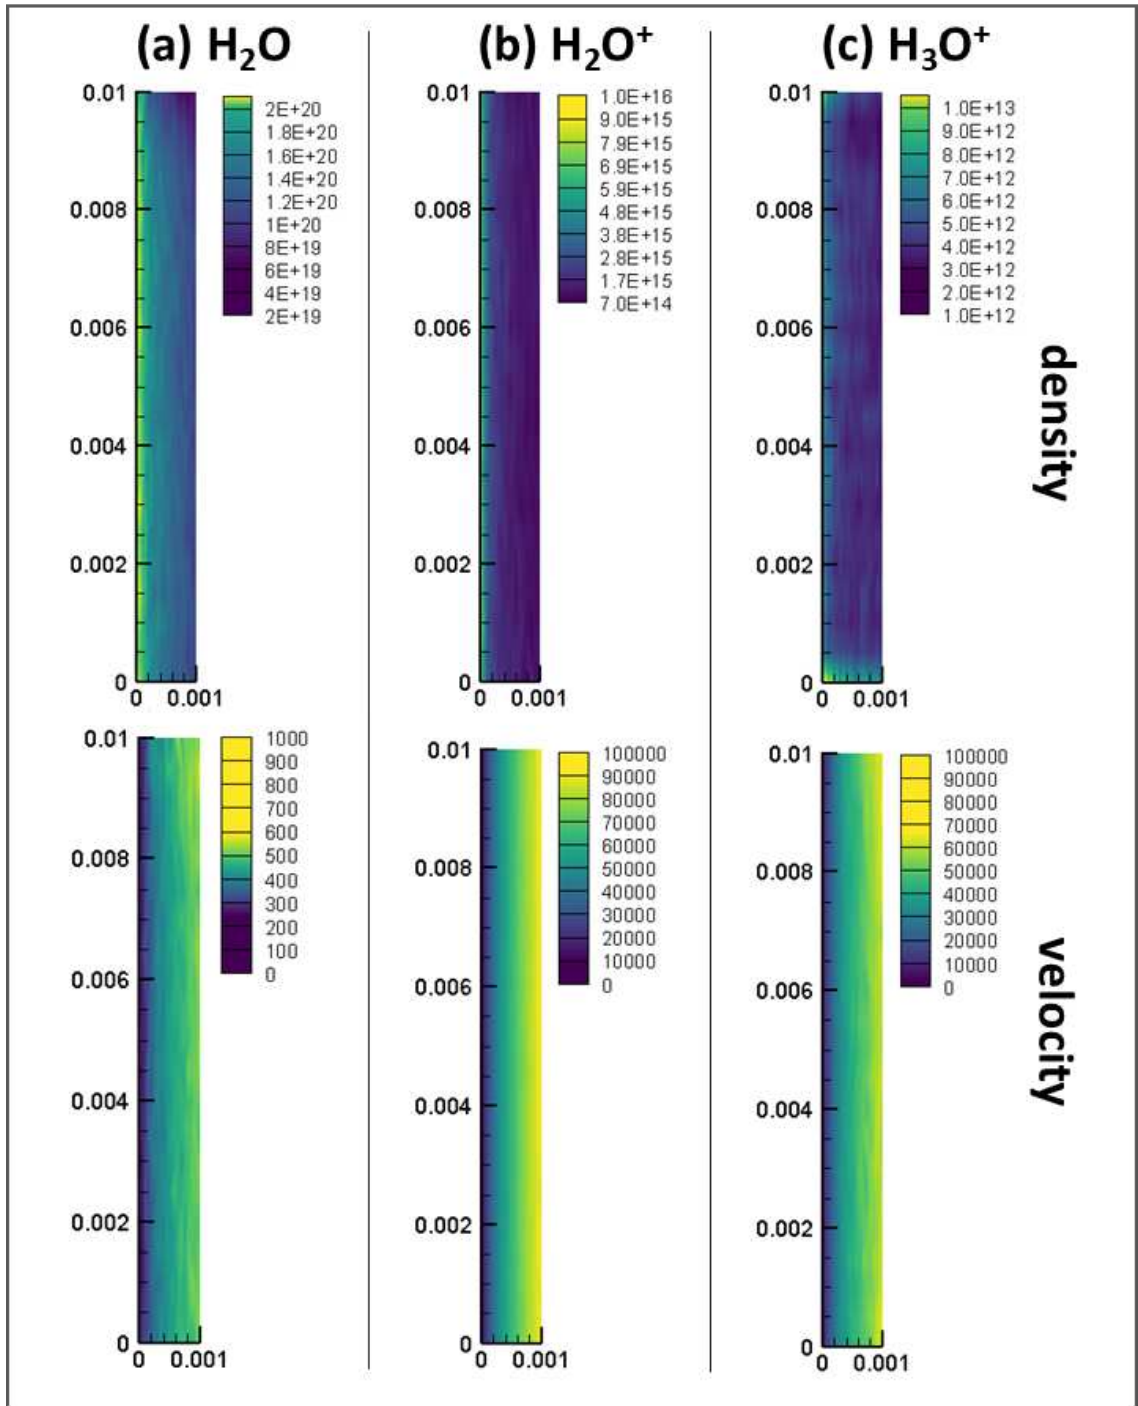 (a) H₂O
(b) H₂O⁺
(c) H₃O⁺
0.01
0.008
0.006
0.004
0.002
0
0 0.001
2E+20
1.8E+20
1.6E+20
1.4E+20
1.2E+20
1E+20
8E+19
6E+19
4E+19
2E+19
0.01
0.008
0.006
0.004
0.002
0
0 0.001
1.0E+16
9.0E+15
7.9E+15
6.9E+15
5.9E+15
4.8E+15
3.8E+15
2.8E+15
1.7E+15
7.0E+14
0.01
0.008
0.006
0.004
0.002
0
0 0.001
1.0E+13
9.0E+12
8.0E+12
7.0E+12
6.0E+12
5.0E+12
4.0E+12
3.0E+12
2.0E+12
1.0E+12
density
0.01
0.008
0.006
0.004
0.002
0
0 0.001
1000
900
800
700
600
500
400
300
200
100
0
0.01
0.008
0.006
0.004
0.002
0
0 0.001
100000
90000
80000
70000
60000
50000
40000
30000
20000
10000
0
0.01
0.008
0.006
0.004
0.002
0
0 0.001
100000
90000
80000
70000
60000
50000
40000
30000
20000
10000
0
velocity